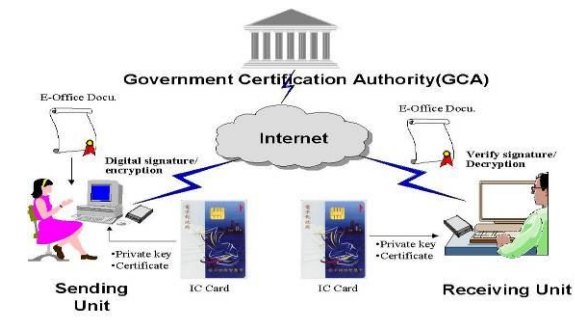 Government Certification Authority(GCA)
E-Office Docu.
E-Office Docu.
Internet
Digital signature/
encryption
Verify signature/
Decryption
•Private key
•Certificate
•Private key
•Certificate
Sending
Unit
IC Card
IC Card
Receiving Unit